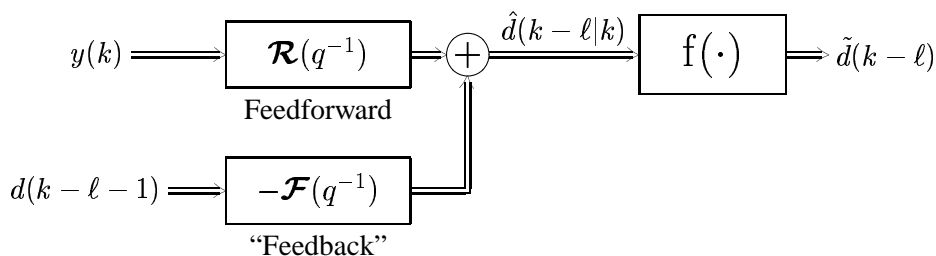 y(k)
𝓡(q⁻¹)
Feedforward
+
d̂(k − ℓ|k)
f(·)
d̃(k − ℓ)
d(k − ℓ − 1)
−𝓕(q⁻¹)
“Feedback”